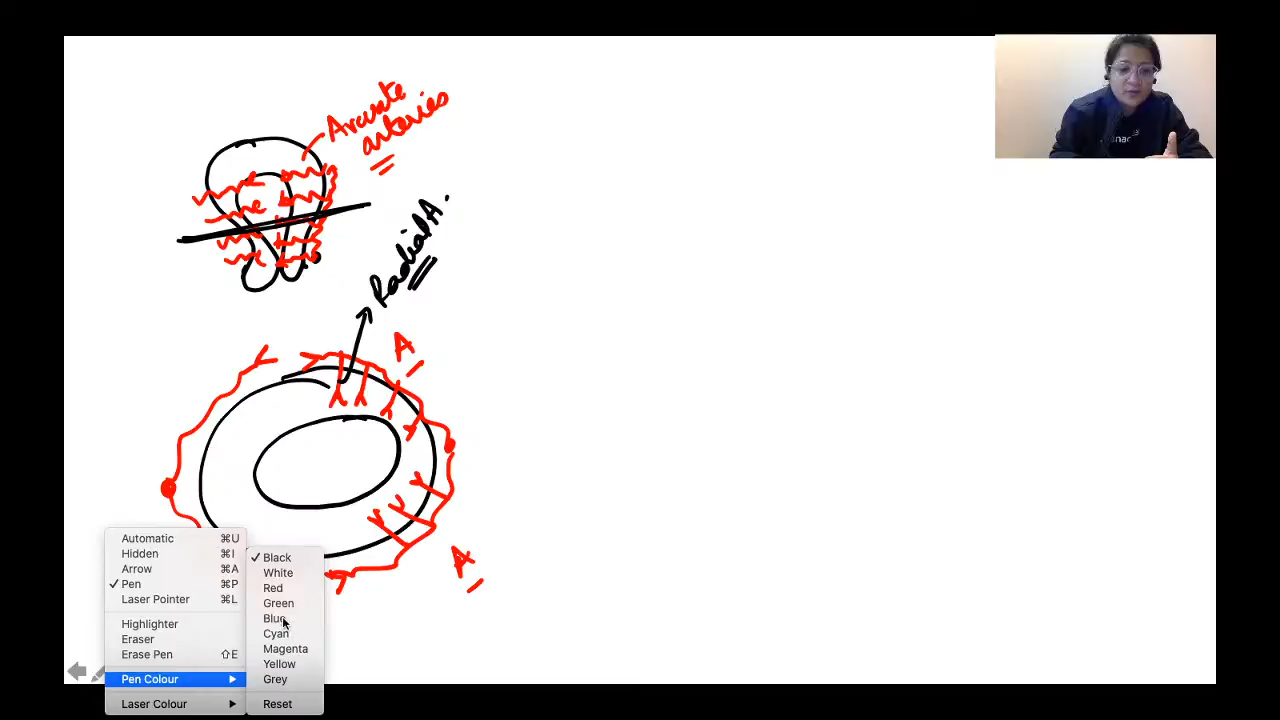 Arcuate
arteries
Radial A.
A
A
Automatic ⌘U
Hidden ⌘I
Arrow ⌘A
✓ Pen ⌘P
Laser Pointer ⌘L
Highlighter
Eraser
Erase Pen ⇧E
Pen Colour
Laser Colour
✓ Black
White
Red
Green
Blue
Cyan
Magenta
Yellow
Grey
Reset